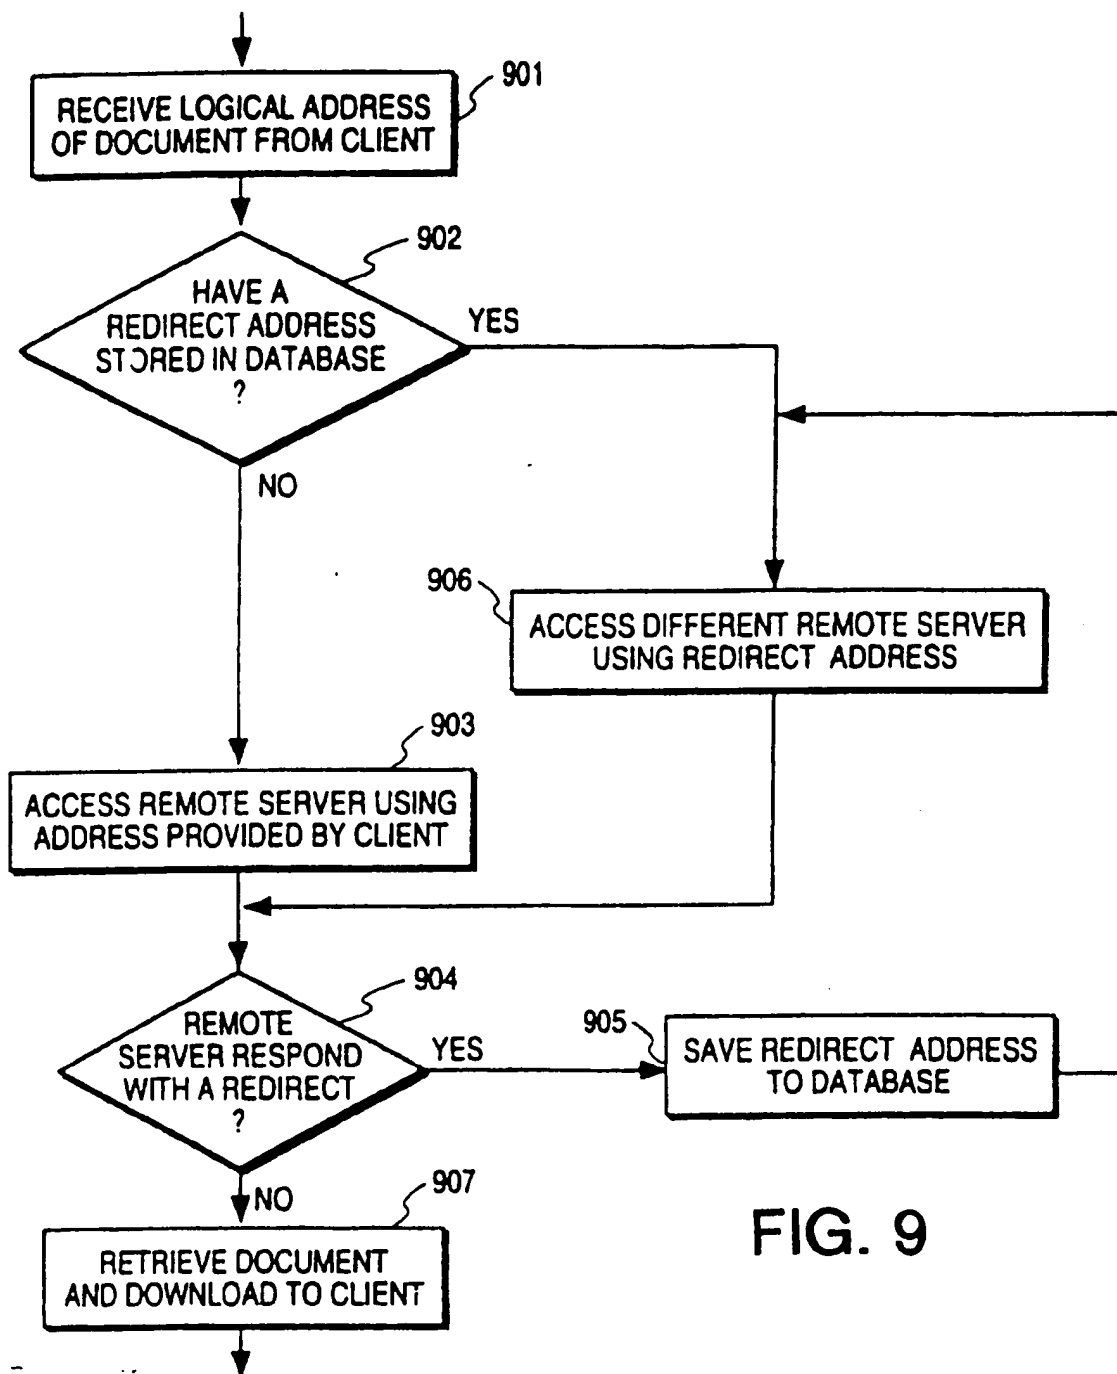 901
RECEIVE LOGICAL ADDRESS
OF DOCUMENT FROM CLIENT
902
HAVE A
REDIRECT ADDRESS
STORED IN DATABASE
?
YES
NO
906
ACCESS DIFFERENT REMOTE SERVER
USING REDIRECT ADDRESS
903
ACCESS REMOTE SERVER USING
ADDRESS PROVIDED BY CLIENT
904
REMOTE
SERVER RESPOND
WITH A REDIRECT
?
YES
905
SAVE REDIRECT ADDRESS
TO DATABASE
NO
907
RETRIEVE DOCUMENT
AND DOWNLOAD TO CLIENT
FIG. 9